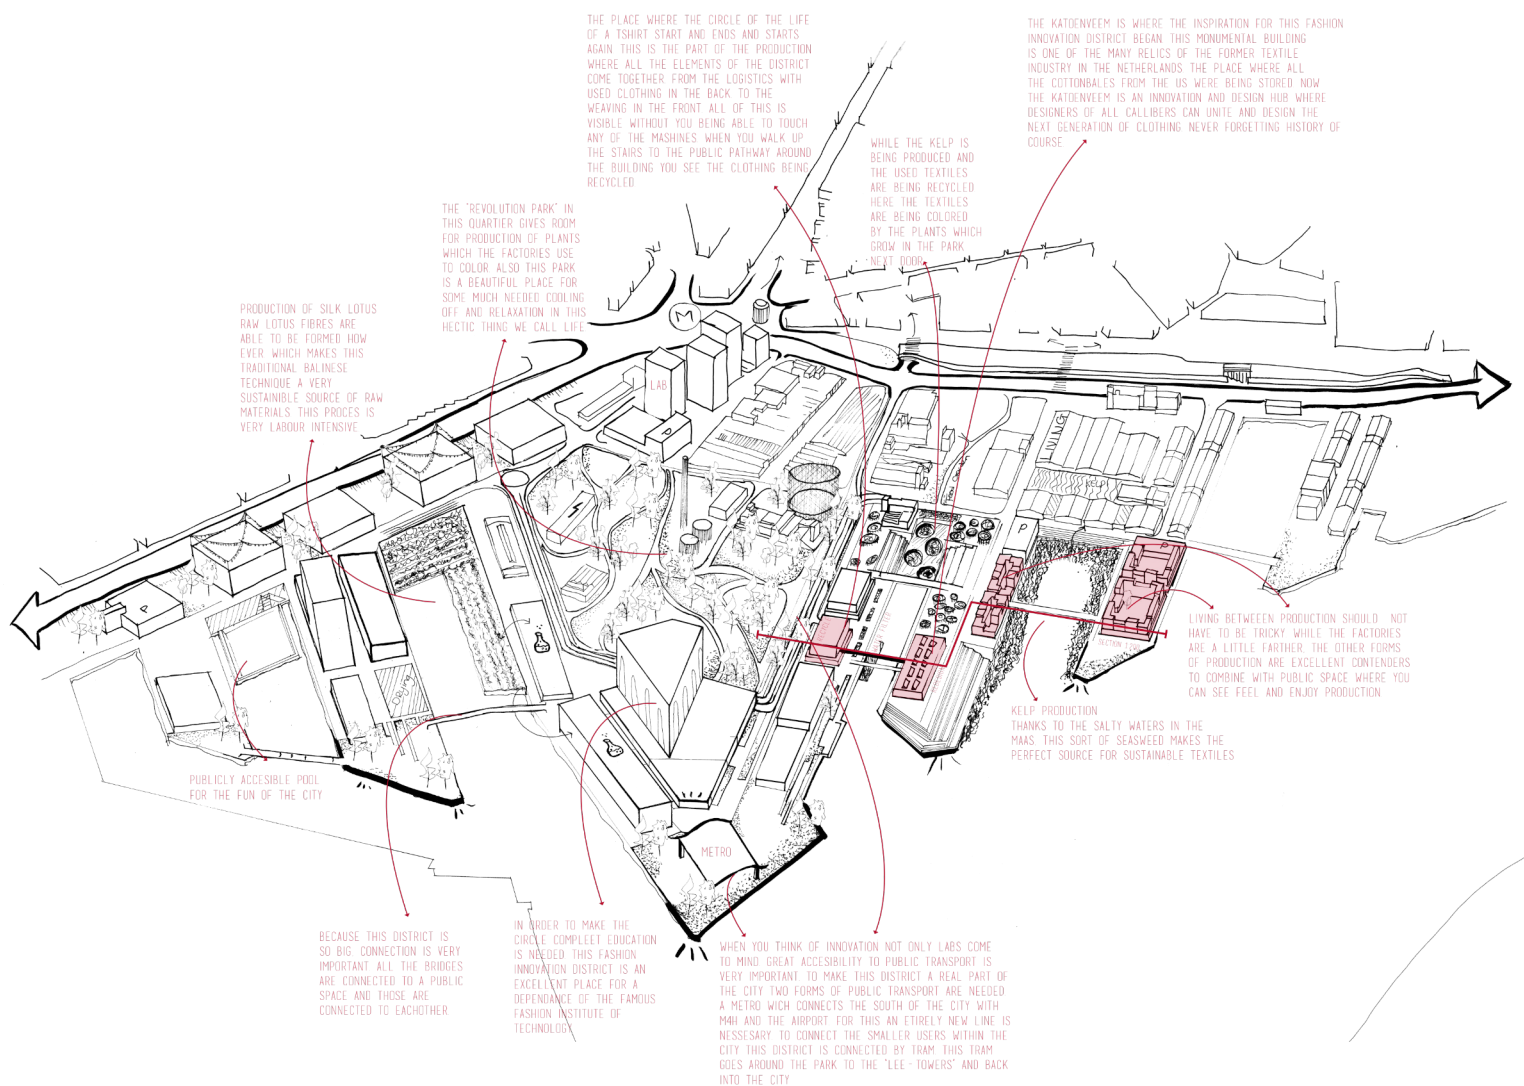 THE PLACE WHERE THE CIRCLE OF THE LIFE
OF A TSHIRT START AND ENDS AND STARTS
AGAIN THIS IS THE PART OF THE PRODUCTION
WHERE ALL THE ELEMENTS OF THE DISTRICT
COME TOGETHER FROM THE LOGISTICS WITH
USED CLOTHING IN THE BACK TO THE
WEAVING IN THE FRONT ALL OF THIS IS
VISIBLE WITHOUT YOU BEING ABLE TO TOUCH
ANY OF THE MASHINES WHEN YOU WALK UP
THE STAIRS TO THE PUBLIC PATHWAY AROUND
THE BUILDING YOU SEE THE CLOTHING BEING
RECYCLED
THE KATOENVEEM IS WHERE THE INSPIRATION FOR THIS FASHION
INNOVATION DISTRICT BEGAN THIS MONUMENTAL BUILDING
IS ONE OF THE MANY RELICS OF THE FORMER TEXTILE
INDUSTRY IN THE NETHERLANDS THE PLACE WHERE ALL
THE COTTONBALES FROM THE US WERE BEING STORED NOW
THE KATOENVEEM IS AN INNOVATION AND DESIGN HUB WHERE
DESIGNERS OF ALL CALLIBERS CAN UNITE AND DESIGN THE
NEXT GENERATION OF CLOTHING NEVER FORGETTING HISTORY OF
COURSE
WHILE THE KELP IS
BEING PRODUCED AND
THE USED TEXTILES
ARE BEING RECYCLED
HERE THE TEXTILES
ARE BEING COLORED
BY THE PLANTS WHICH
GROW IN THE PARK
NEXT DOOR
THE "REVOLUTION PARK" IN
THIS QUARTIER GIVES ROOM
FOR PRODUCTION OF PLANTS
WHICH THE FACTORIES USE
TO COLOR ALSO THIS PARK
IS A BEAUTIFUL PLACE FOR
SOME MUCH NEEDED COOLING
OFF AND RELAXATION IN THIS
HECTIC THING WE CALL LIFE
PRODUCTION OF SILK LOTUS
RAW LOTUS FIBRES ARE
ABLE TO BE FORMED HOW
EVER WHICH MAKES THIS
TRADITIONAL BALINESE
TECHNIQUE A VERY
SUSTAINIBLE SOURCE OF RAW
MATERIALS THIS PROCES IS
VERY LABOUR INTENSIVE
M
LAB
P
LIVING
KELP
P
P
P
LIVING BETWEEEN PRODUCTION SHOULD NOT
HAVE TO BE TRICKY WHILE THE FACTORIES
ARE A LITTLE FARTHER THE OTHER FORMS
OF PRODUCTION ARE EXCELLENT CONTENDERS
TO COMBINE WITH PUBLIC SPACE WHERE YOU
CAN SEE FEEL AND ENJOY PRODUCTION
KELP PRODUCTION
THANKS TO THE SALTY WATERS IN THE
MAAS THIS SORT OF SEASWEED MAKES THE
PERFECT SOURCE FOR SUSTAINABLE TEXTILES
PUBLICLY ACCESIBLE POOL
FOR THE FUN OF THE CITY
METRO
BECAUSE THIS DISTRICT IS
SO BIG CONNECTION IS VERY
IMPORTANT ALL THE BRIDGES
ARE CONNECTED TO A PUBLIC
SPACE AND THOSE ARE
CONNECTED TO EACHOTHER
IN ORDER TO MAKE THE
CIRCLE COMPLEET EDUCATION
IS NEEDED THIS FASHION
INNOVATION DISTRICT IS AN
EXCELLENT PLACE FOR A
DEPENDANCE OF THE FAMOUS
FASHION INSTITUTE OF
TECHNOLOGY
WHEN YOU THINK OF INNOVATION NOT ONLY LABS COME
TO MIND GREAT ACCESIBILITY TO PUBLIC TRANSPORT IS
VERY IMPORTANT TO MAKE THIS DISTRICT A REAL PART OF
THE CITY TWO FORMS OF PUBLIC TRANSPORT ARE NEEDED
A METRO WICH CONNECTS THE SOUTH OF THE CITY WITH
M4H AND THE AIRPORT FOR THIS AN ETIRELY NEW LINE IS
NESSESARY TO CONNECT THE SMALLER USERS WITHIN THE
CITY THIS DISTRICT IS CONNECTED BY TRAM THIS TRAM
GOES AROUND THE PARK TO THE "LEE-TOWERS" AND BACK
INTO THE CITY